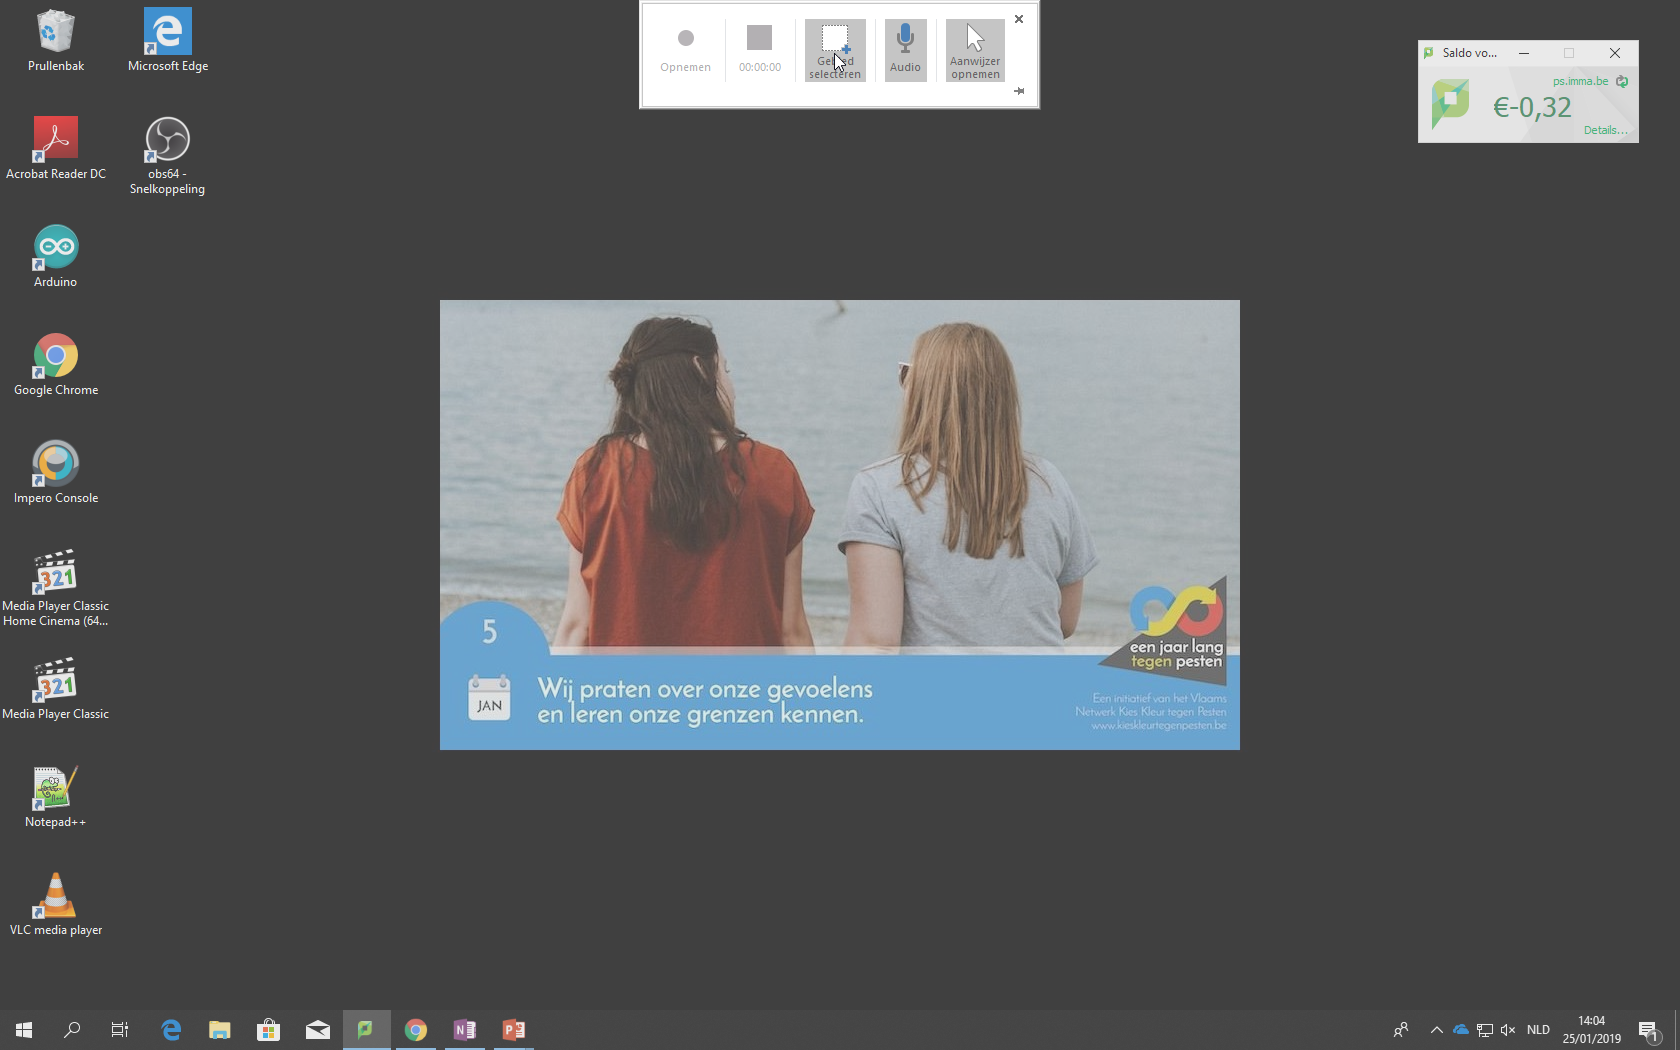 Prullenbak
Microsoft Edge
Acrobat Reader DC
obs64 -
Snelkoppeling
Arduino
Google Chrome
Impero Console
321
Media Player Classic
Home Cinema (64...
321
Media Player Classic
Notepad++
VLC media player
Opnemen
00:00:00
Gebied
selecteren
Audio
Aanwijzer
opnemen
Saldo vo...
ps.imma.be
€-0,32
Details...
5
JAN
Wij praten over onze gevoelens
en leren onze grenzen kennen.
een jaar lang
tegen pesten
Een initiatief van het Vlaams
Netwerk Kies Kleur tegen Pesten
www.kieskleurtegenpesten.be
NLD
14:04
25/01/2019
1